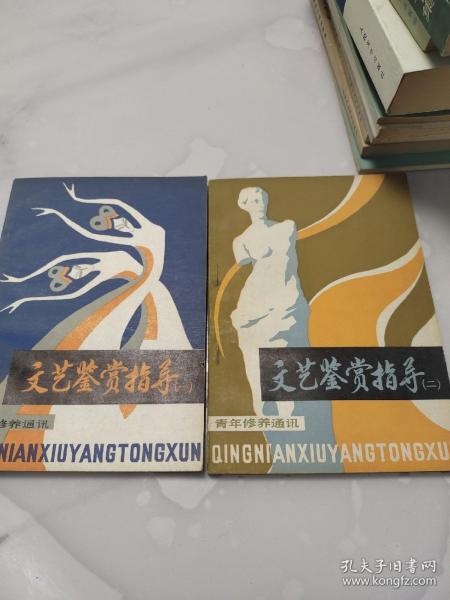 文艺鉴赏指导(一)
修养通讯
NIANXIUYANGTONGXUN
文艺鉴赏指导(二)
青年修养通讯
QINGNIANXIUYANGTONGXU
孔夫子旧书网
www.kongfz.com